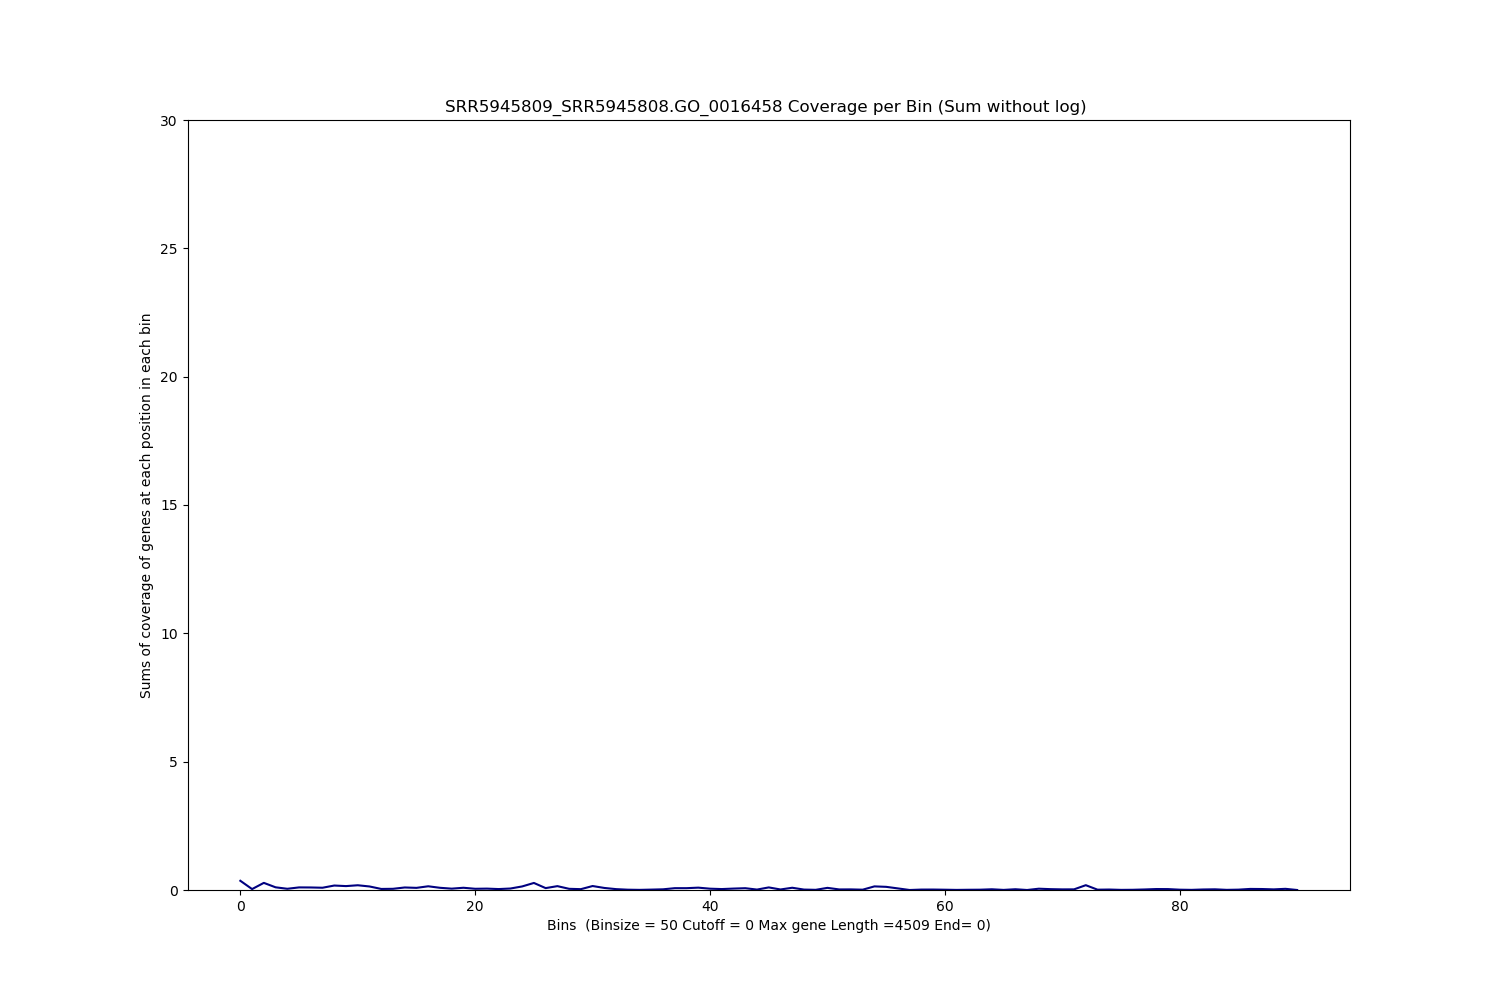 SRR5945809_SRR5945808.GO_0016458 Coverage per Bin (Sum without log)
30
25
20
15
10
5
0
Sums of coverage of genes at each position in each bin
0 20 40 60 80
Bins  (Binsize = 50 Cutoff = 0 Max gene Length =4509 End= 0)